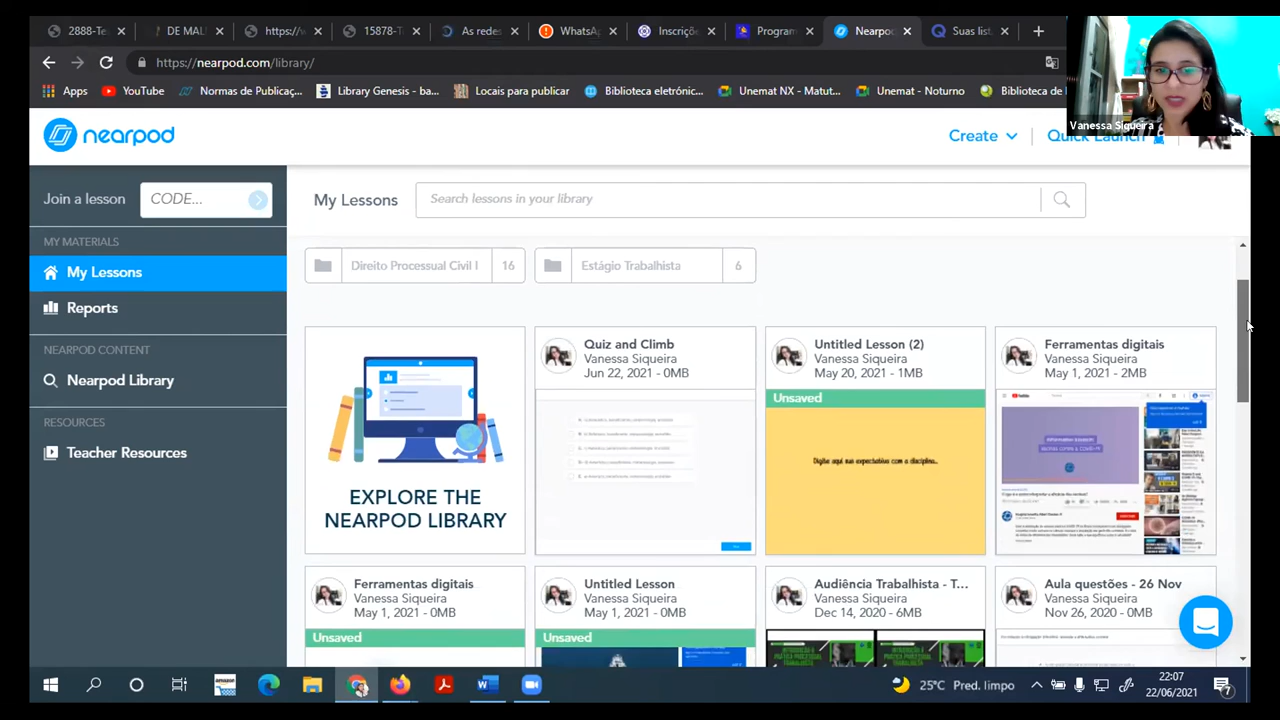 2888-Te
DE MAL
https://w
15878-T
As redes
WhatsA
Inscriçõ
Program
Nearpod
Suas list
https://nearpod.com/library/
Apps
YouTube
Normas de Publicaç...
Library Genesis - ba...
Locais para publicar
Biblioteca eletrônic...
Unemat NX - Matut...
Unemat - Noturno
Biblioteca de
Vanessa Siqueira
nearpod
Create
Quick Launch
Join a lesson
CODE...
My Lessons
Search lessons in your library
MY MATERIALS
My Lessons
Reports
NEARPOD CONTENT
Nearpod Library
RESOURCES
Teacher Resources
Direito Processual Civil I
16
Estágio Trabalhista
6
EXPLORE THE
NEARPOD LIBRARY
Quiz and Climb
Vanessa Siqueira
Jun 22, 2021 - 0MB
Untitled Lesson (2)
Vanessa Siqueira
May 20, 2021 - 1MB
Unsaved
Digite aqui sua expectativa com a disciplina...
Ferramentas digitais
Vanessa Siqueira
May 1, 2021 - 2MB
Ferramentas digitais
Vanessa Siqueira
May 1, 2021 - 0MB
Unsaved
Untitled Lesson
Vanessa Siqueira
May 1, 2021 - 0MB
Unsaved
Audiência Trabalhista - T...
Vanessa Siqueira
Dec 14, 2020 - 6MB
Aula questões - 26 Nov
Vanessa Siqueira
Nov 26, 2020 - 0MB
amazon
25°C Pred. limpo
22:07
22/06/2021
7